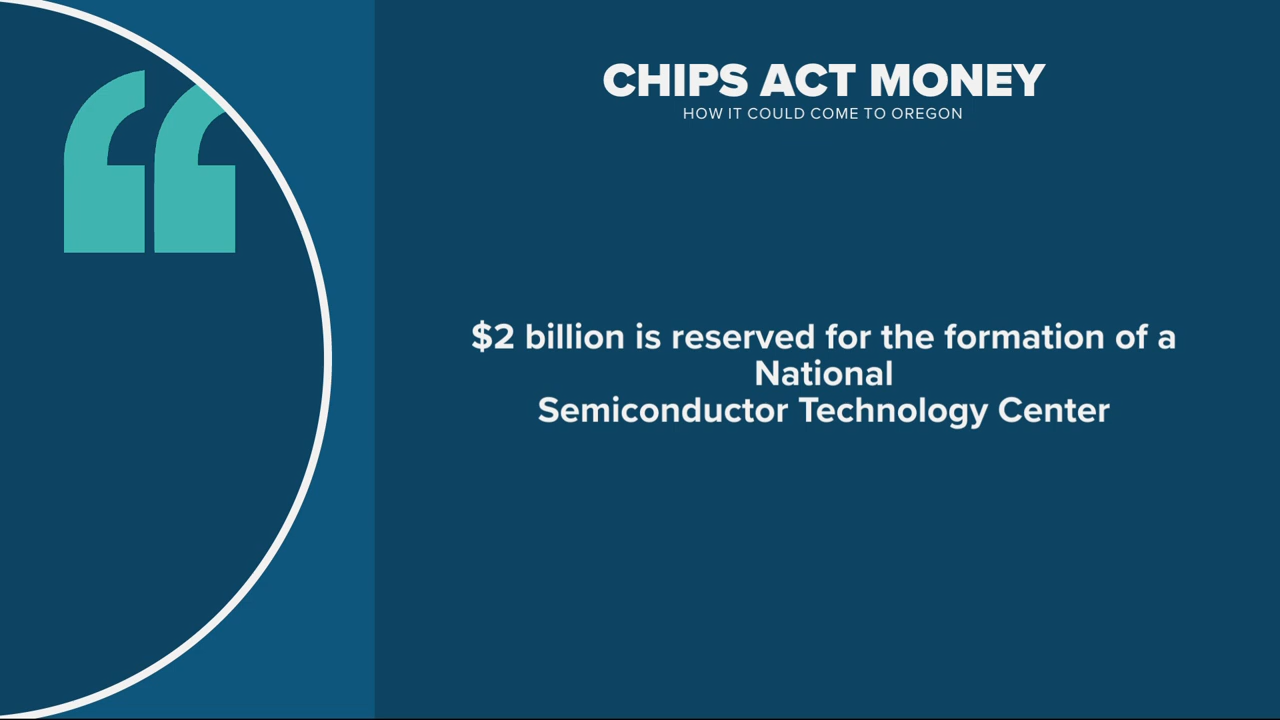 CHIPS ACT MONEY
HOW IT COULD COME TO OREGON
$2 billion is reserved for the formation of a
National
Semiconductor Technology Center